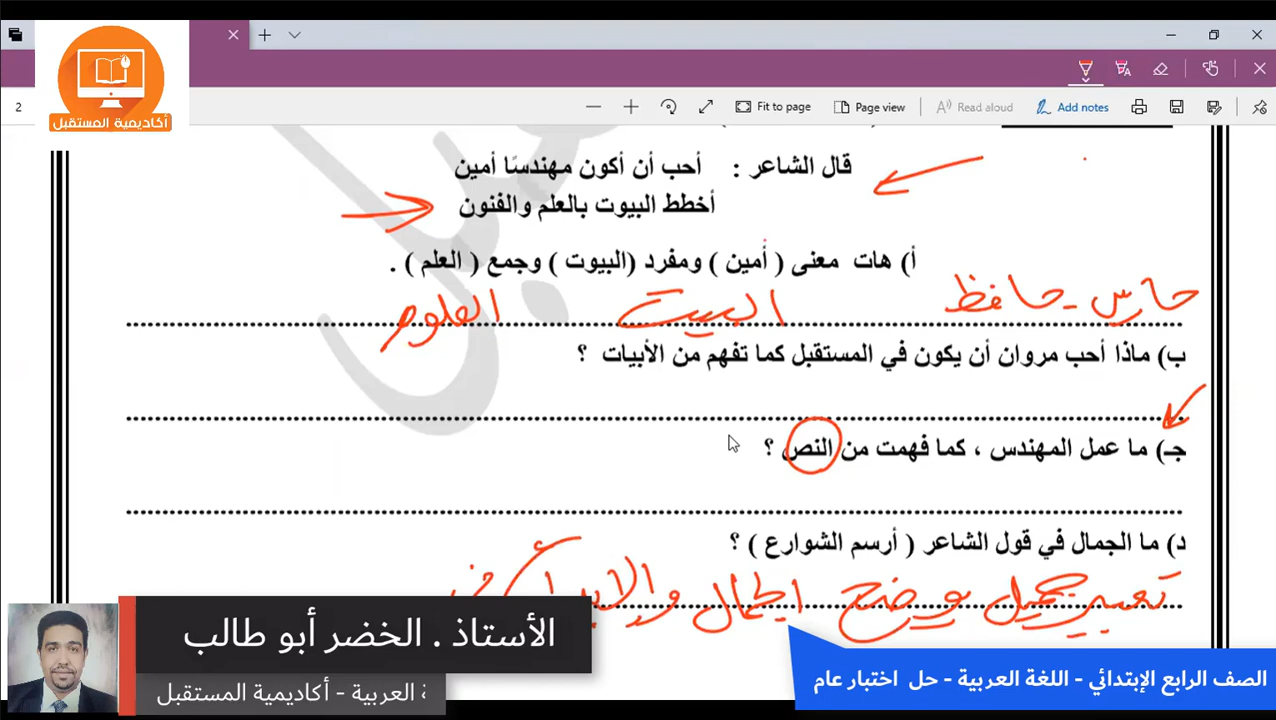 2
Fit to page
Page view
Read aloud
Add notes
أكاديمية المستقبل
قال الشاعر : أحب أن أكون مهندسًا أمين
أخطط البيوت بالعلم والفنون
أ) هات معنى ( أمين ) ومفرد (البيوت ) وجمع ( العلم ) .
حارس - حافظ البيت العلوم
ب) ماذا أحب مروان أن يكون في المستقبل كما تفهم من الأبيات ؟
جـ) ما عمل المهندس ، كما فهمت من النص ؟
د) ما الجمال في قول الشاعر ( أرسم الشوارع ) ؟
تعبير جميل يوضح الجمال
الأستاذ . الخضر أبو طالب
العربية - أكاديمية المستقبل
الصف الرابع الإبتدائي - اللغة العربية - حل اختبار عام